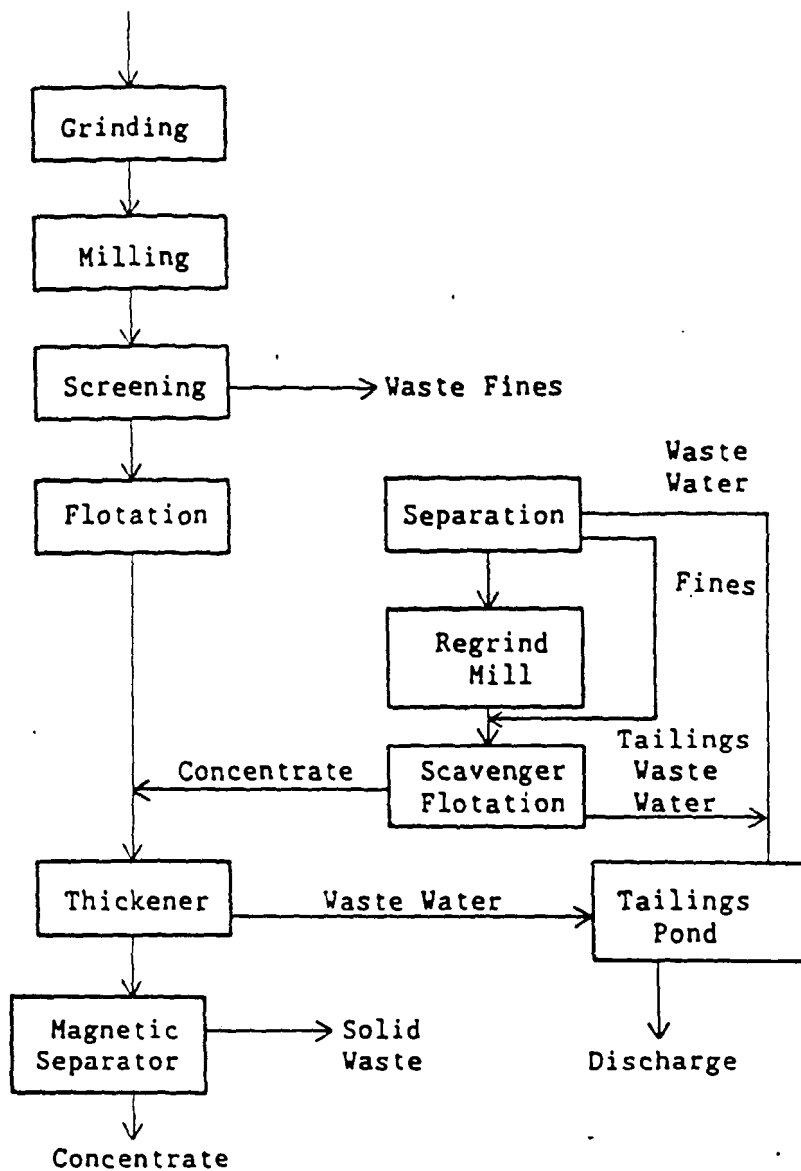 Grinding
Milling
Screening
Waste Fines
Flotation
Separation
Waste
Water
Fines
Regrind
Mill
Concentrate
Scavenger
Flotation
Tailings
Waste
Water
Thickener
Waste Water
Tailings
Pond
Magnetic
Separator
Solid
Waste
Discharge
Concentrate